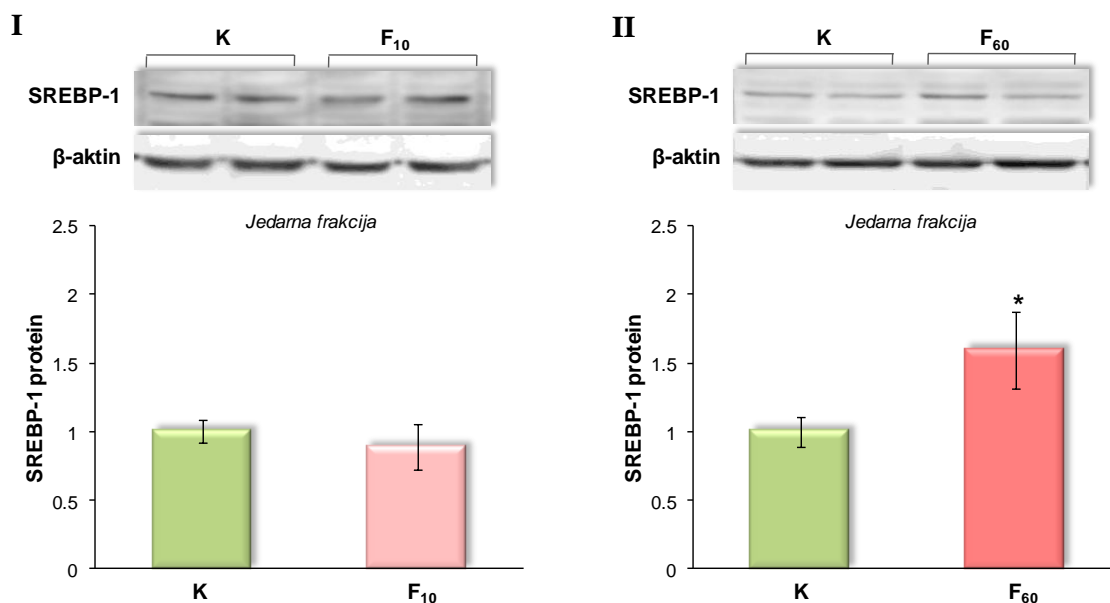 I
K F₁₀
SREBP-1
β-aktin
Jedarna frakcija
SREBP-1 protein
2.5
2
1.5
1
0.5
0
K F₁₀
*
II
K F₆₀
SREBP-1
β-aktin
Jedarna frakcija
SREBP-1 protein
2.5
2
1.5
1
0.5
0
*
K F₆₀